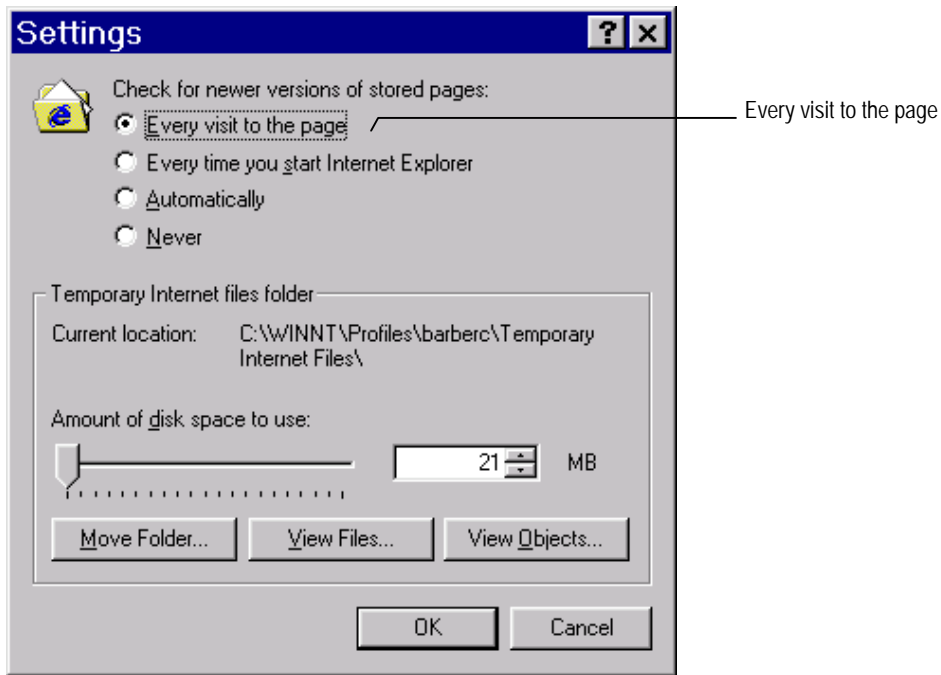 Settings
Check for newer versions of stored pages:
Every visit to the page
Every visit to the page
Every time you start Internet Explorer
Automatically
Never
Temporary Internet files folder
Current location: C:\WINNT\Profiles\barberc\Temporary
Internet Files\
Amount of disk space to use:
21 MB
Move Folder... View Files... View Objects...
OK Cancel